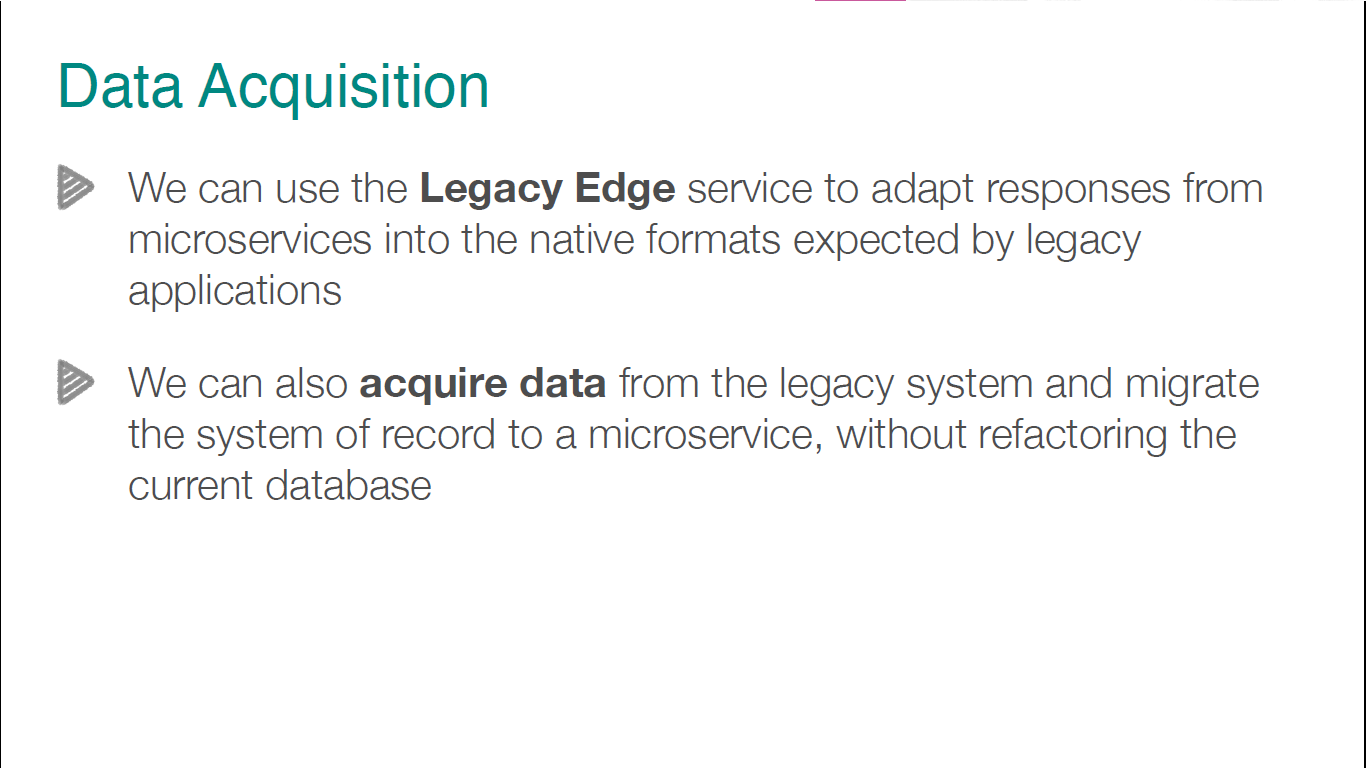 Data Acquisition
We can use the Legacy Edge service to adapt responses from
microservices into the native formats expected by legacy
applications
We can also acquire data from the legacy system and migrate
the system of record to a microservice, without refactoring the
current database